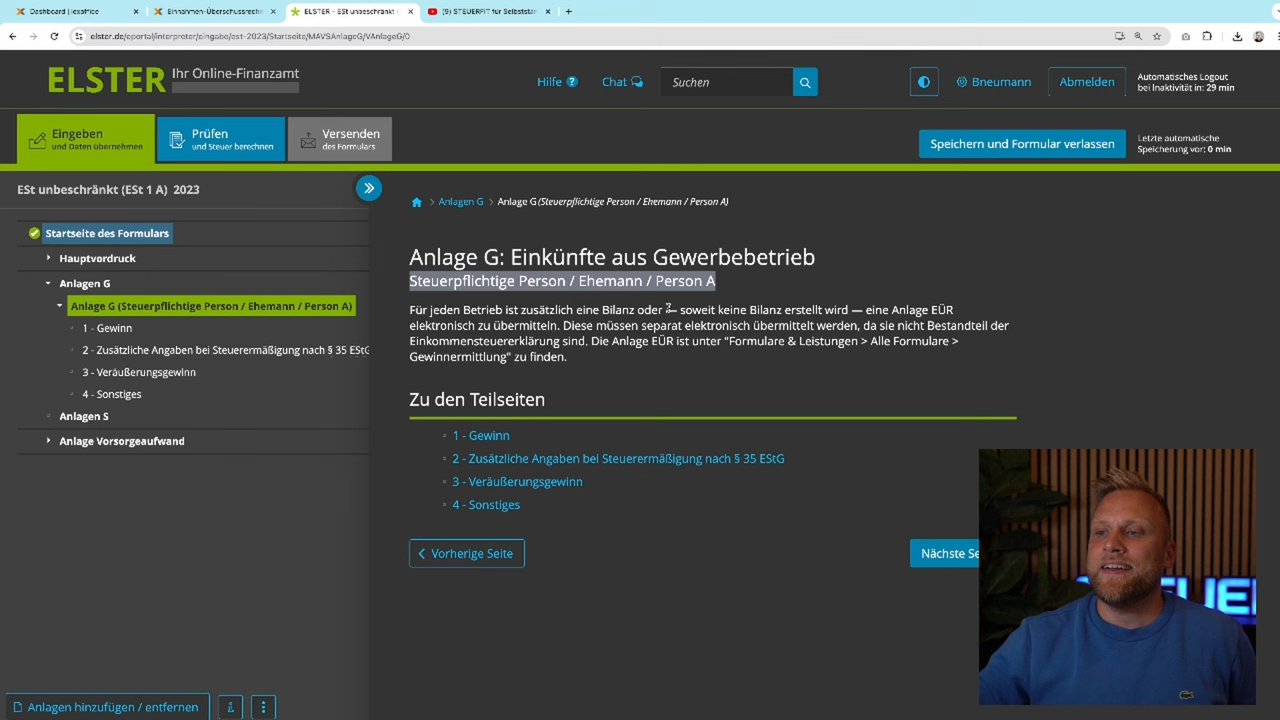 Dashboard | lexoffice
Einnahmen-Überschussrechn
ELSTER - ESt unbeschränkt (
(9) STEUERFIT für Selbststän
elster.de/eportal/interpreter/eingabe/est-2023/Startseite/MAVSAnlageG/VAnlageG/0
ELSTER Ihr Online-Finanzamt
Hilfe ?
Chat
Suchen
Bneumann
Abmelden
Automatisches Logout
bei Inaktivität in: 29 min
Eingeben
und Daten übernehmen
Prüfen
und Steuer berechnen
Versenden
des Formulars
Speichern und Formular verlassen
Letzte automatische
Speicherung vor: 0 min
ESt unbeschränkt (ESt 1 A) 2023
Startseite des Formulars
Hauptvordruck
Anlagen G
Anlage G (Steuerpflichtige Person / Ehemann / Person A)
1 - Gewinn
2 - Zusätzliche Angaben bei Steuerermäßigung nach § 35 EStG
3 - Veräußerungsgewinn
4 - Sonstiges
Anlagen S
Anlage Vorsorgeaufwand
Anlagen hinzufügen / entfernen
Anlagen G > Anlage G (Steuerpflichtige Person / Ehemann / Person A)
Anlage G: Einkünfte aus Gewerbebetrieb
Steuerpflichtige Person / Ehemann / Person A
Für jeden Betrieb ist zusätzlich eine Bilanz oder — soweit keine Bilanz erstellt wird — eine Anlage EÜR
elektronisch zu übermitteln. Diese müssen separat elektronisch übermittelt werden, da sie nicht Bestandteil der
Einkommensteuererklärung sind. Die Anlage EÜR ist unter "Formulare & Leistungen > Alle Formulare >
Gewinnermittlung" zu finden.
Zu den Teilseiten
1 - Gewinn
2 - Zusätzliche Angaben bei Steuerermäßigung nach § 35 EStG
3 - Veräußerungsgewinn
4 - Sonstiges
Vorherige Seite
Nächste Se